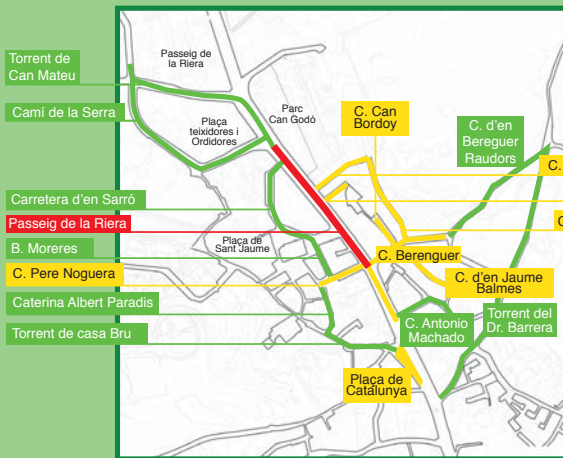 Passeig de
la Riera
Torrent de
Can Mateu
Camí de la Serra
Plaça
teixidores i
Ordidores
Parc
Can Godó
C. Can
Bordoy
C. d'en
Bereguer
Raudors
C.
Carretera d'en Sarró
Passeig de la Riera
C
B. Moreres
Plaça de
Sant Jaume
C. Berenguer
C. Pere Noguera
C. d'en Jaume
Balmes
Caterina Albert Paradis
C. Antonio
Machado
Torrent del
Dr. Barrera
Torrent de casa Bru
Plaça de
Catalunya